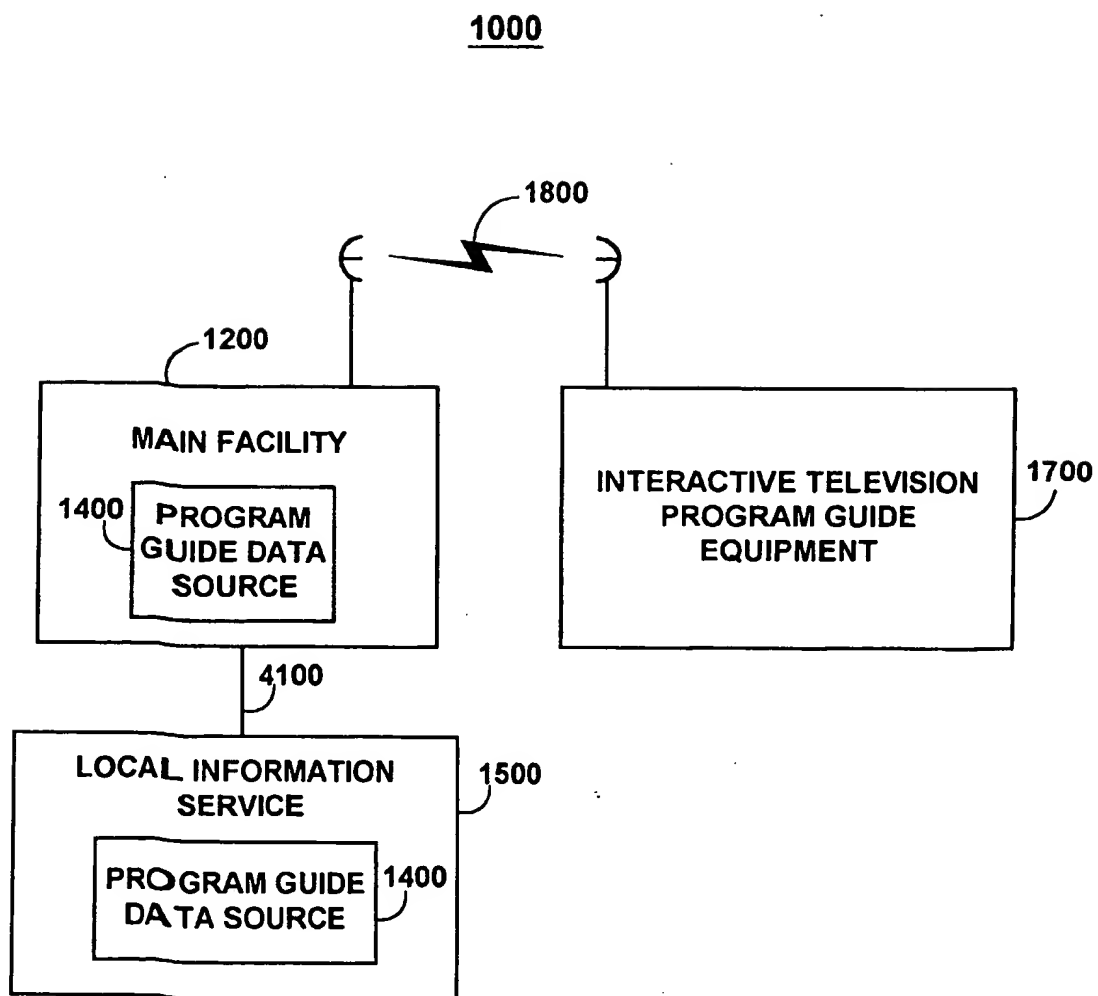 1000
1800
1200
MAIN FACILITY
1400
PROGRAM
GUIDE DATA
SOURCE
INTERACTIVE TELEVISION
PROGRAM GUIDE
EQUIPMENT
1700
4100
LOCAL INFORMATION
SERVICE
1500
PROGRAM GUIDE
DATA SOURCE
1400